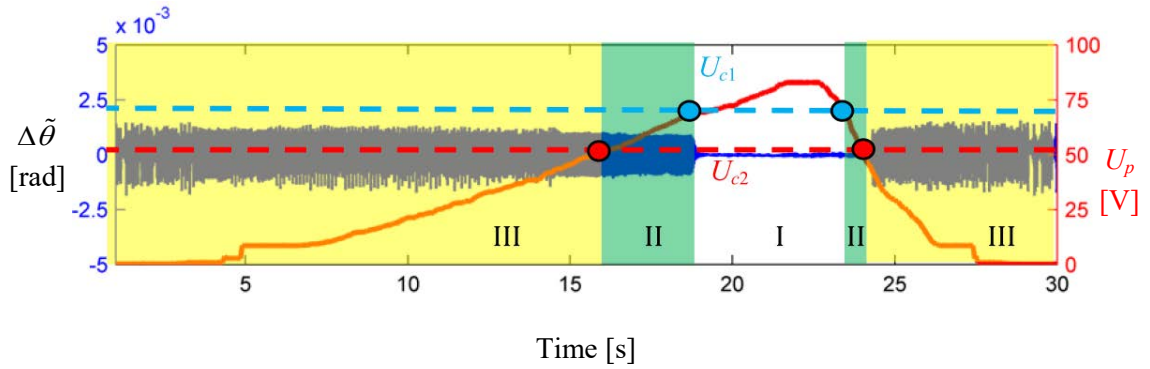 x 10⁻³
5
2.5
0
-2.5
-5
Δθ̃
[rad]
U_c1
U_c2
III
II
I
II
III
100
75
50
25
0
U_p
[V]
5
10
15
20
25
30
Time [s]